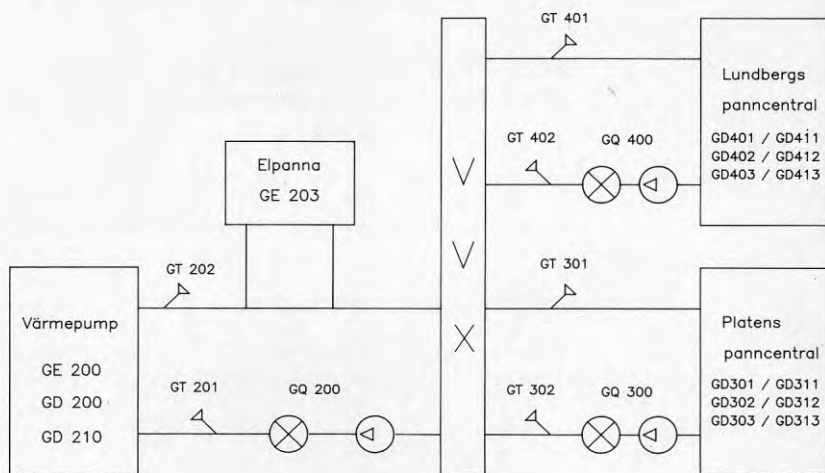 GT 401
Lundbergs
panncentral
GD401 / GD411
GD402 / GD412
GD403 / GD413
GT 402
GQ 400
Elpanna
GE 203
GT 202
GT 301
Värmepump
GE 200
GD 200
GD 210
GT 201
GQ 200
GT 302
GQ 300
Platens
panncentral
GD301 / GD311
GD302 / GD312
GD303 / GD313